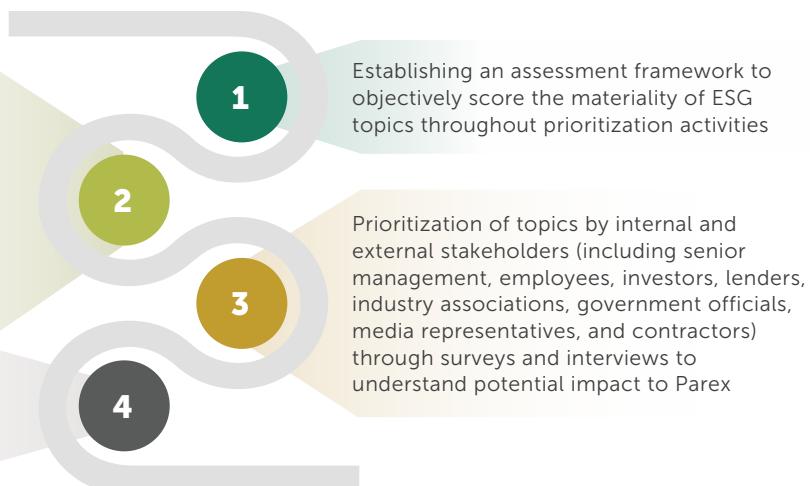 1
Establishing an assessment framework to
objectively score the materiality of ESG
topics throughout prioritization activities
2
3
Prioritization of topics by internal and
external stakeholders (including senior
management, employees, investors, lenders,
industry associations, government officials,
media representatives, and contractors)
through surveys and interviews to
understand potential impact to Parex
4